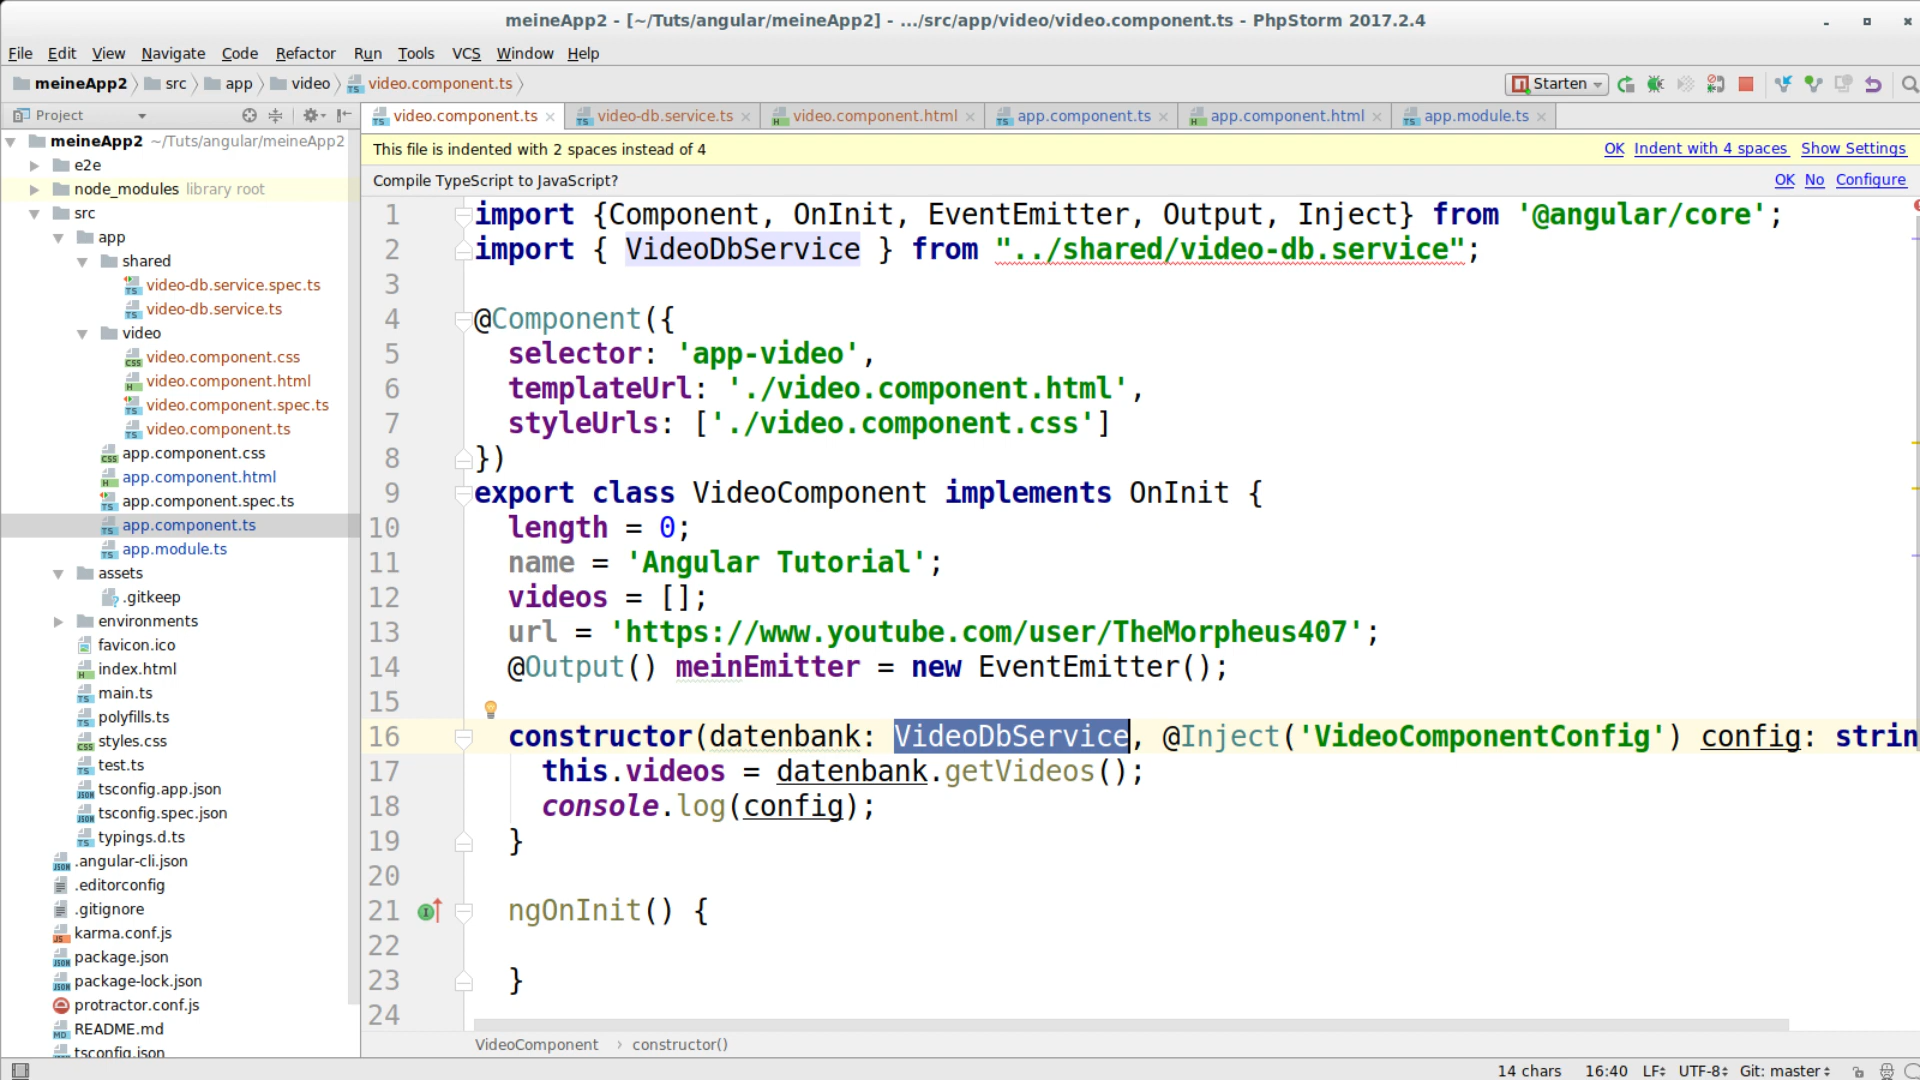 meineApp2 - [~/Tuts/angular/meineApp2] - .../src/app/video/video.component.ts - PhpStorm 2017.2.4
File Edit View Navigate Code Refactor Run Tools VCS Window Help
meineApp2 src app video video.component.ts Starten
Project
video.component.ts video-db.service.ts video.component.html app.component.ts app.component.html app.module.ts
meineApp2 ~/Tuts/angular/meineApp2
e2e
node_modules library root
src
app
shared
video-db.service.spec.ts
video-db.service.ts
video
video.component.css
video.component.html
video.component.spec.ts
video.component.ts
app.component.css
app.component.html
app.component.spec.ts
app.component.ts
app.module.ts
assets
.gitkeep
environments
favicon.ico
index.html
main.ts
polyfills.ts
styles.css
test.ts
tsconfig.app.json
tsconfig.spec.json
typings.d.ts
.angular-cli.json
.editorconfig
.gitignore
karma.conf.js
package.json
package-lock.json
protractor.conf.js
README.md
tsconfig.json
This file is indented with 2 spaces instead of 4 OK Indent with 4 spaces Show Settings
Compile TypeScript to JavaScript? OK No Configure
1 import {Component, OnInit, EventEmitter, Output, Inject} from '@angular/core';
2 import { VideoDbService } from "../shared/video-db.service";
3
4 @Component({
5 selector: 'app-video',
6 templateUrl: './video.component.html',
7 styleUrls: ['./video.component.css']
8 })
9 export class VideoComponent implements OnInit {
10 length = 0;
11 name = 'Angular Tutorial';
12 videos = [];
13 url = 'https://www.youtube.com/user/TheMorpheus407';
14 @Output() meinEmitter = new EventEmitter();
15
16 constructor(datenbank: VideoDbService, @Inject('VideoComponentConfig') config: strin
17 this.videos = datenbank.getVideos();
18 console.log(config);
19 }
20
21 ngOnInit() {
22
23 }
24
VideoComponent › constructor()
14 chars 16:40 LF UTF-8 Git: master